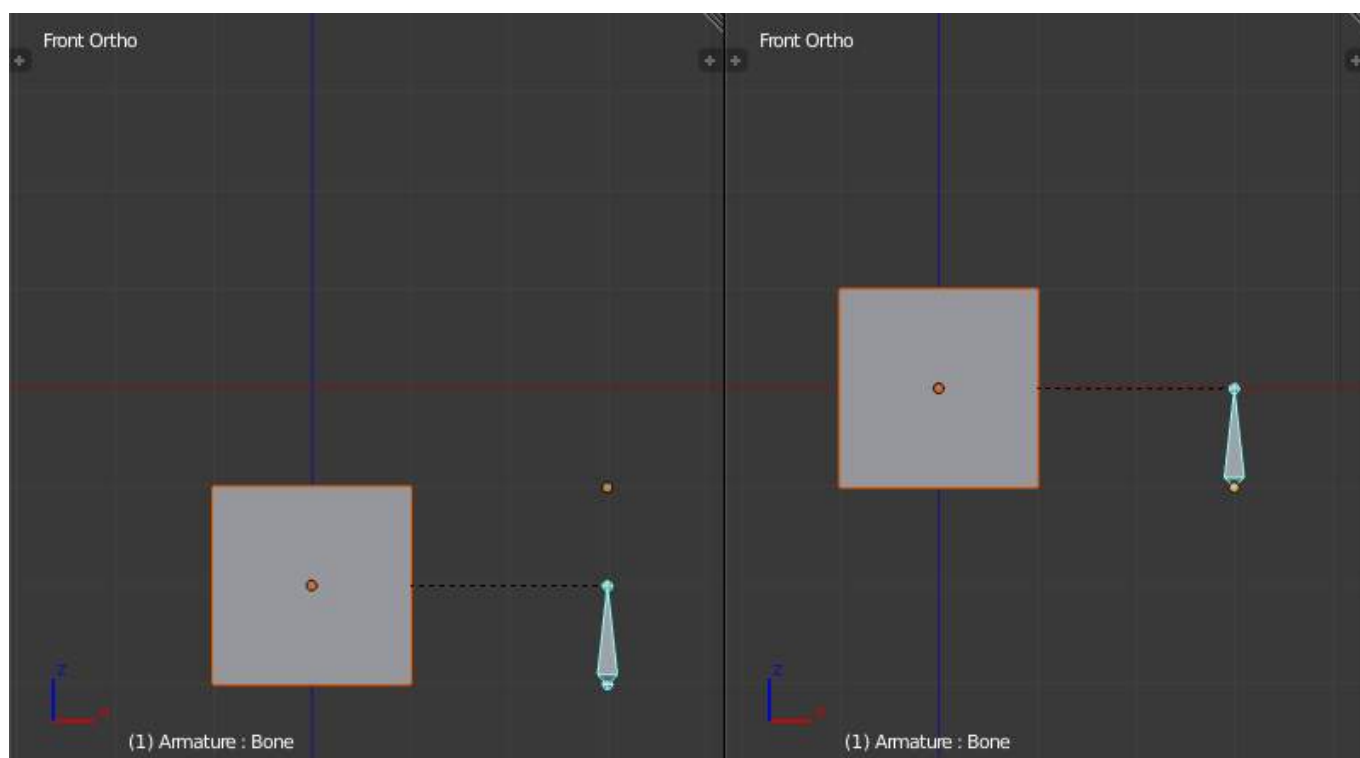 Front Ortho
z
x
(1) Armature : Bone
Front Ortho
z
x
(1) Armature : Bone